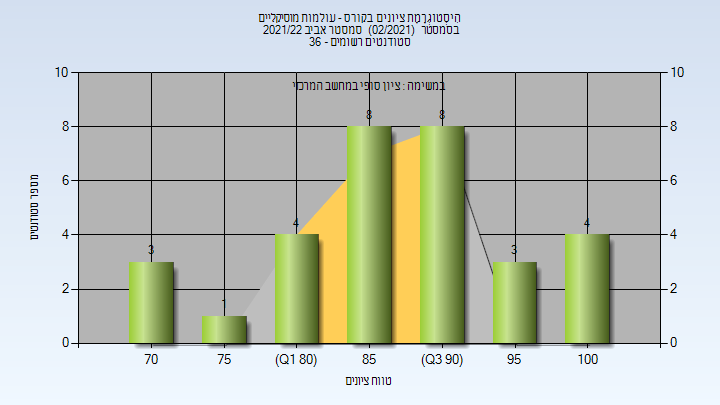 היסטוגרמת ציונים בקורס - עולמות מוסיקליים
בסמסטר (02/2021) סמסטר אביב 2021/22
סטודנטים רשומים - 36
במשימה : ציון סופי במחשב המרכזי
10 10
8 8
6 6
4 4
2 2
0 0
3 1 4 8 8 3 4
מספר סטודנטים
70 75 (Q1 80) 85 (Q3 90) 95 100
טווח ציונים